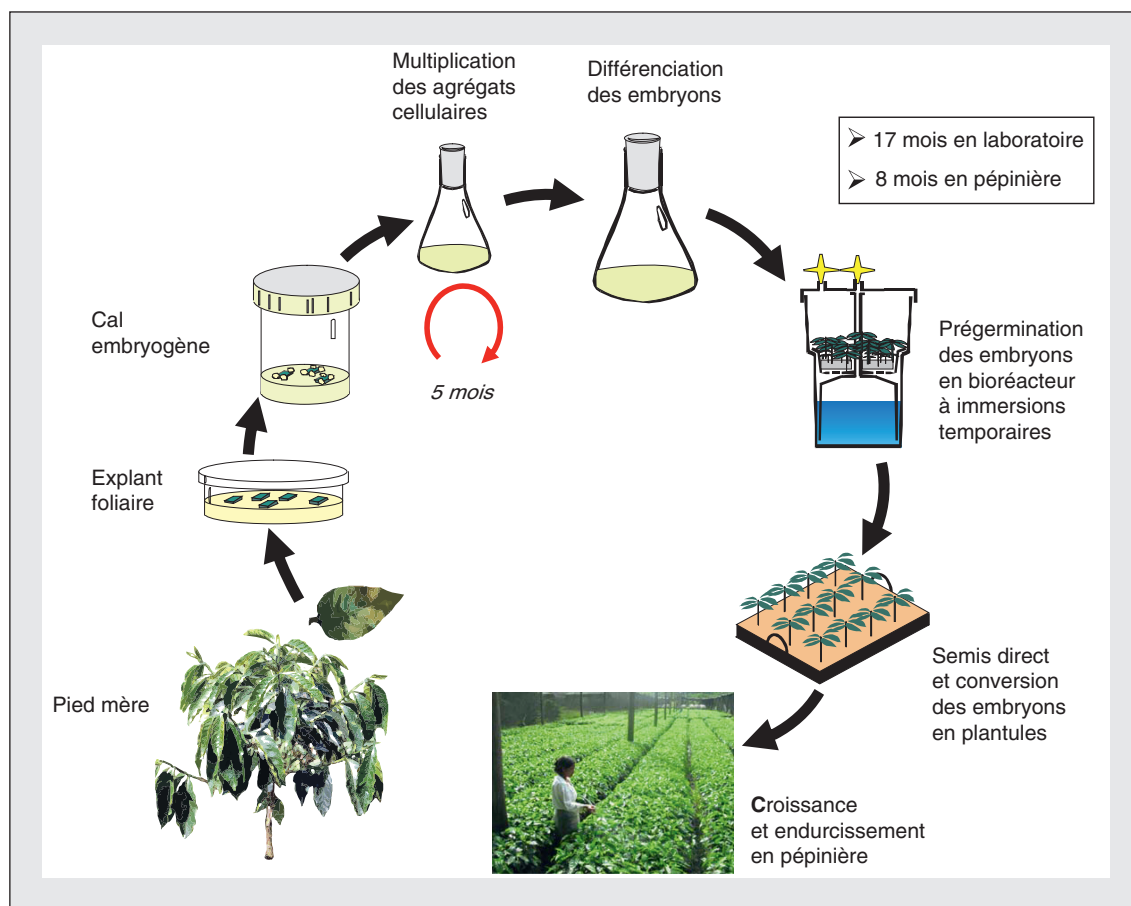 Multiplication
des agrégats
cellulaires
Différenciation
des embryons
➢ 17 mois en laboratoire
➢ 8 mois en pépinière
Cal
embryogène
5 mois
Prégermination
des embryons
en bioréacteur
à immersions
temporaires
Explant
foliaire
Pied mère
Semis direct
et conversion
des embryons
en plantules
Croissance
et endurcissement
en pépinière